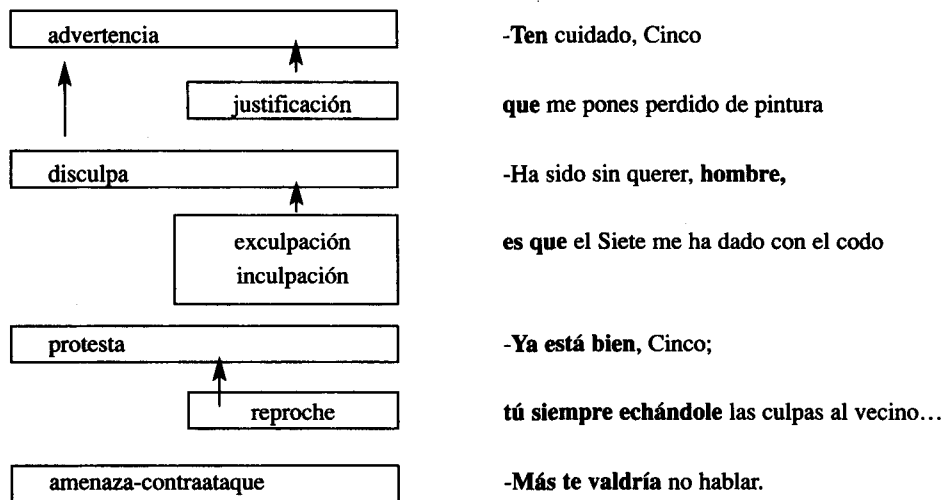 advertencia -Ten cuidado, Cinco
justificación que me pones perdido de pintura
disculpa -Ha sido sin querer, hombre,
exculpación es que el Siete me ha dado con el codo
inculpación
protesta -Ya está bien, Cinco;
reproche tú siempre echándole las culpas al vecino…
amenaza-contraataque -Más te valdría no hablar.